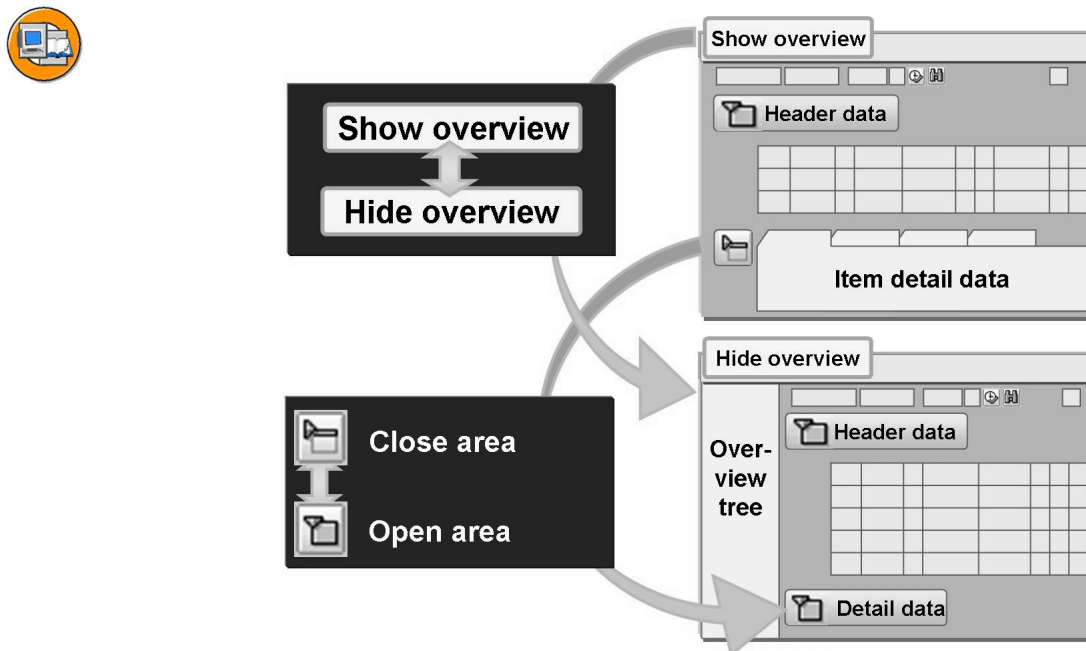 Show overview
Header data
Show overview
Hide overview
Item detail data
Hide overview
Header data
Close area
Over-
view
tree
Open area
Detail data